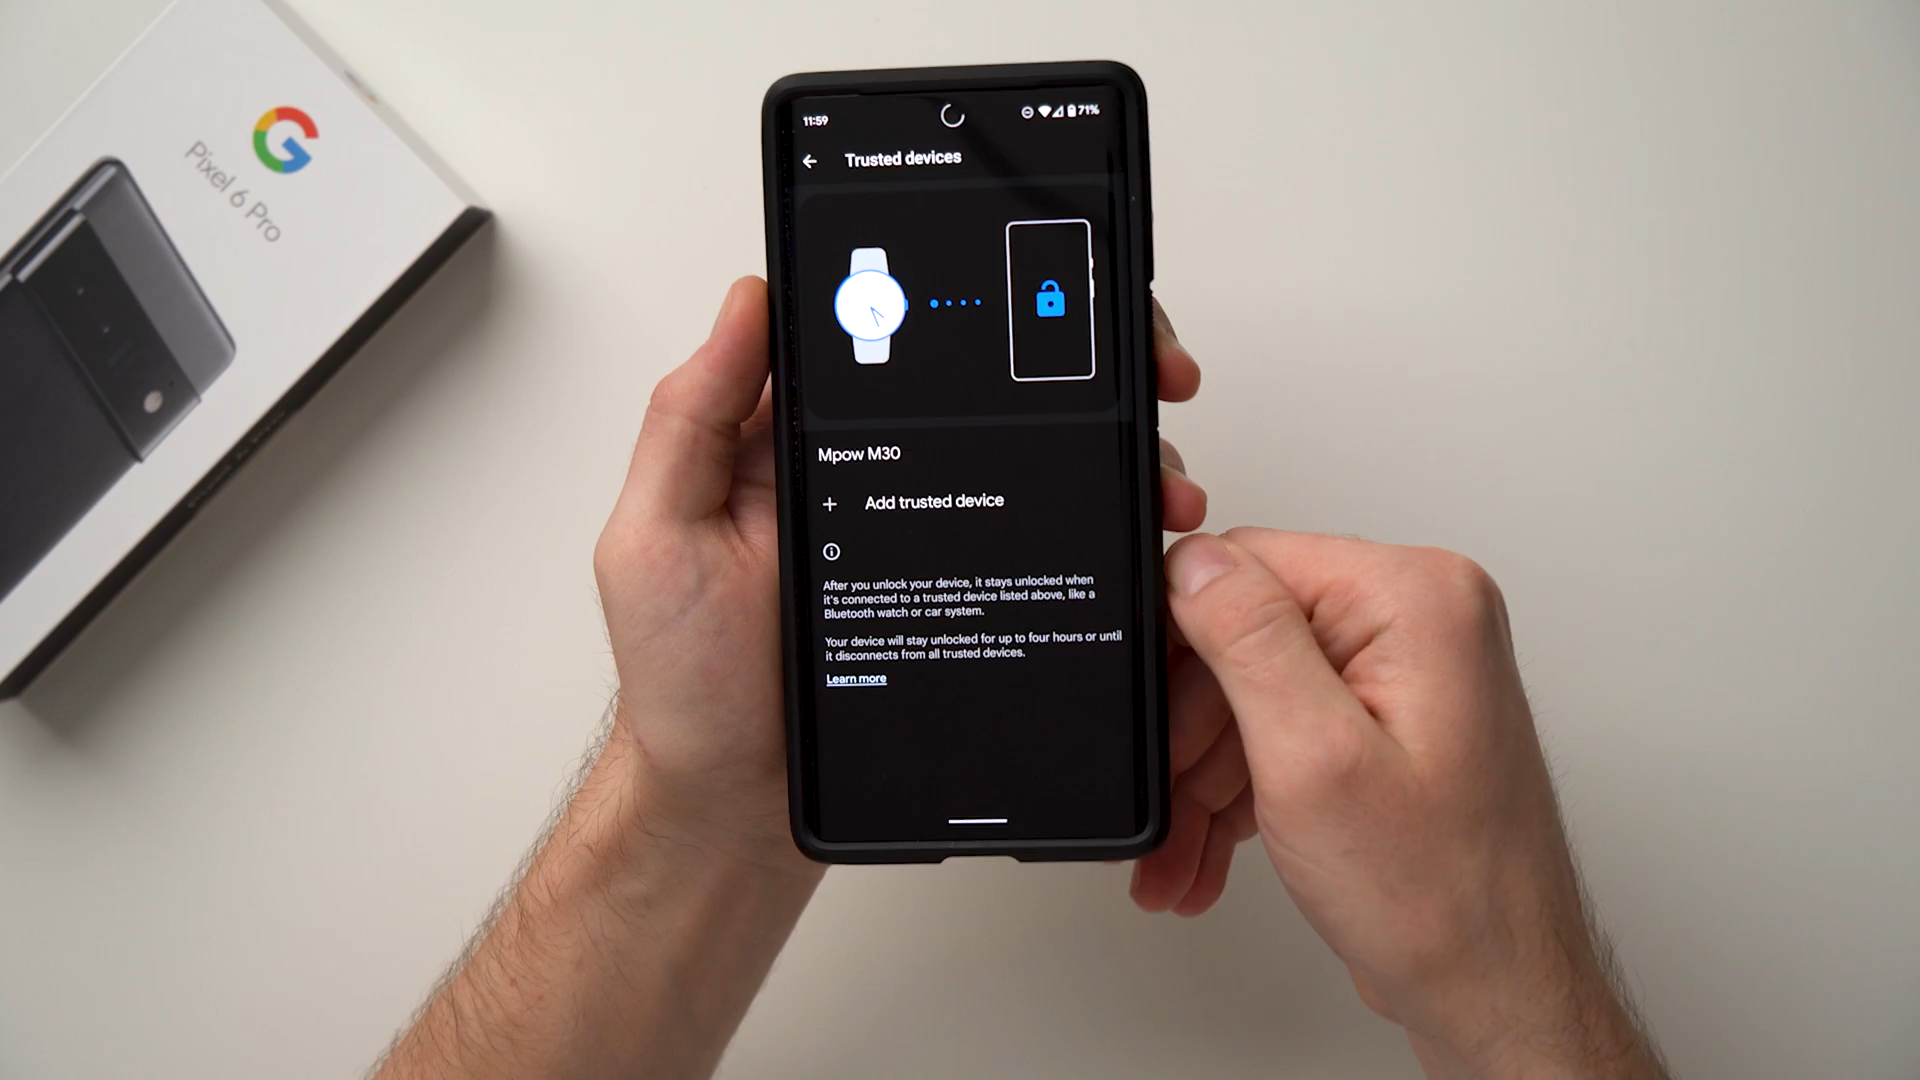 G
Pixel 6 Pro
11:59
71%
Trusted devices
Mpow M30
+ Add trusted device
After you unlock your device, it stays unlocked when
it's connected to a trusted device listed above, like a
Bluetooth watch or car system.
Your device will stay unlocked for up to four hours or until
it disconnects from all trusted devices.
Learn more